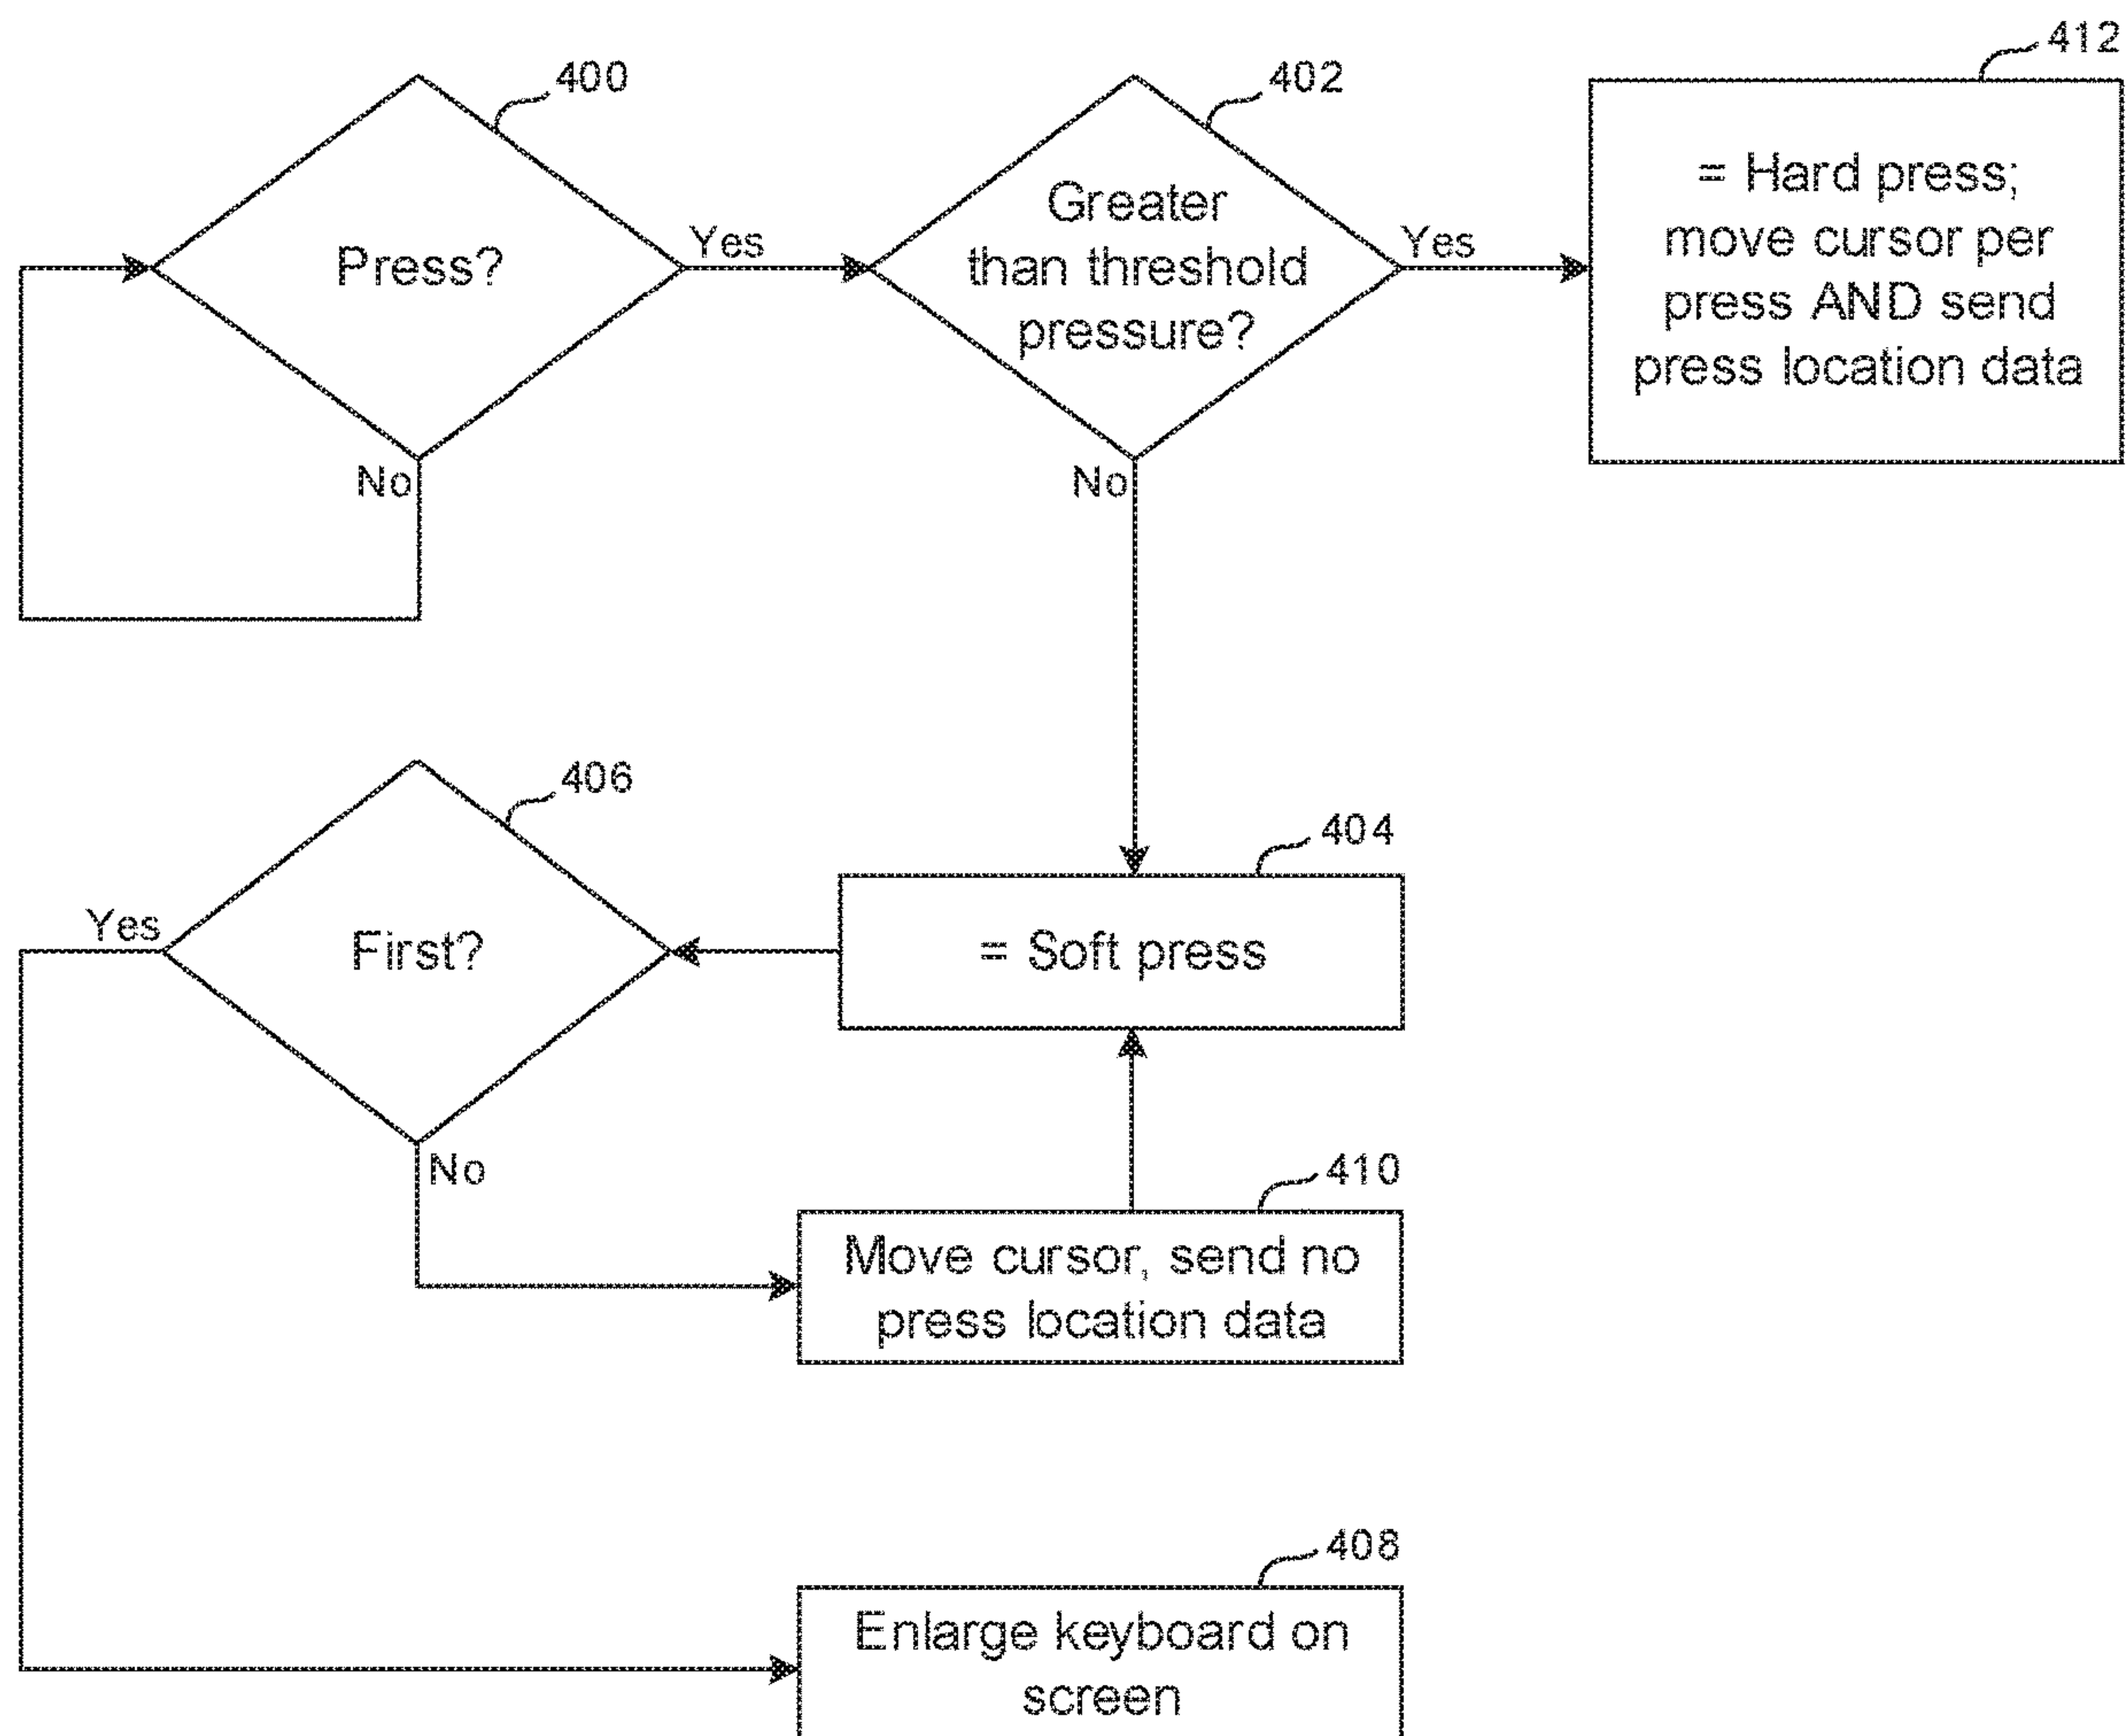 400
Press?
Yes
No
402
Greater
than threshold
pressure?
Yes
No
412
= Hard press;
move cursor per
press AND send
press location data
406
First?
Yes
No
404
= Soft press
410
Move cursor, send no
press location data
408
Enlarge keyboard on
screen